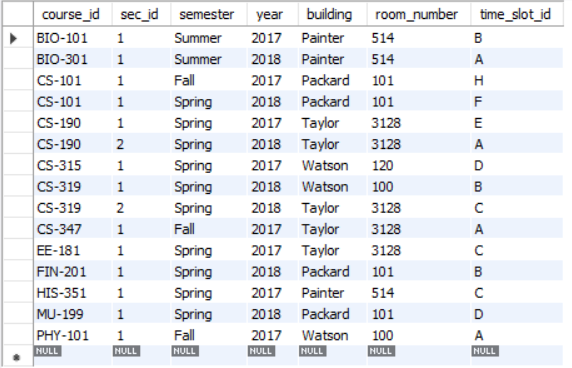 course_id sec_id semester year building room_number time_slot_id
BIO-101 1 Summer 2017 Painter 514 B
BIO-301 1 Summer 2018 Painter 514 A
CS-101 1 Fall 2017 Packard 101 H
CS-101 1 Spring 2018 Packard 101 F
CS-190 1 Spring 2017 Taylor 3128 E
CS-190 2 Spring 2018 Taylor 3128 A
CS-315 1 Spring 2017 Watson 120 D
CS-319 1 Spring 2018 Watson 100 B
CS-319 2 Spring 2018 Taylor 3128 C
CS-347 1 Fall 2017 Taylor 3128 A
EE-181 1 Spring 2017 Taylor 3128 C
FIN-201 1 Spring 2018 Packard 101 B
HIS-351 1 Spring 2017 Painter 514 C
MU-199 1 Spring 2018 Packard 101 D
PHY-101 1 Fall 2017 Watson 100 A
NULL NULL NULL NULL NULL NULL NULL